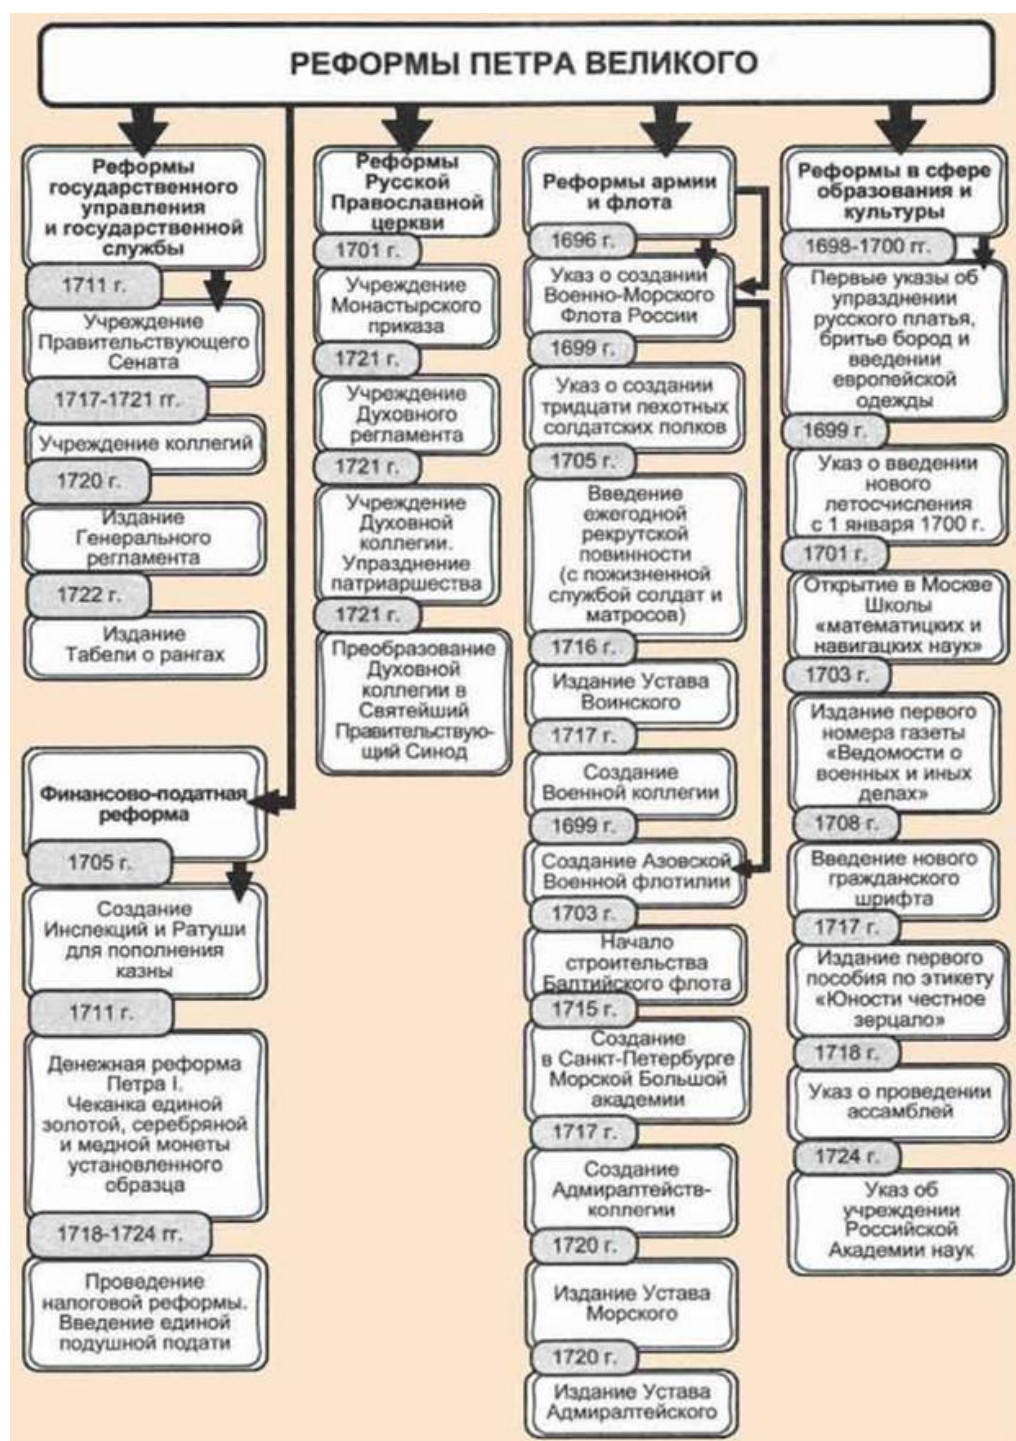 РЕФОРМЫ ПЕТРА ВЕЛИКОГО
Реформы
государственного
управления
и государственной
службы
1711 г.
Учреждение
Правительствующего
Сената
1717-1721 гг.
Учреждение коллегий
1720 г.
Издание
Генерального
регламента
1722 г.
Издание
Табели о рангах
Финансово-податная
реформа
1705 г.
Создание
Инспекций и Ратуши
для пополнения
казны
1711 г.
Денежная реформа
Петра I.
Чеканка единой
золотой, серебряной
и медной монеты
установленного
образца
1718-1724 гг.
Проведение
налоговой реформы.
Введение единой
подушной подати
Реформы
Русской
Православной
церкви
1701 г.
Учреждение
Монастырского
приказа
1721 г.
Учреждение
Духовного
регламента
1721 г.
Учреждение
Духовной
коллегии.
Упразднение
патриаршества
1721 г.
Преобразование
Духовной
коллегии в
Святейший
Правительствую-
щий Синод
Реформы армии
и флота
1696 г.
Указ о создании
Военно-Морского
Флота России
1699 г.
Указ о создании
тридцати пехотных
солдатских полков
1705 г.
Введение
ежегодной
рекрутской
повинности
(с пожизненной
службой солдат и
матросов)
1716 г.
Издание Устава
Воинского
1717 г.
Создание
Военной коллегии
1699 г.
Создание Азовской
Военной флотилии
1703 г.
Начало
строительства
Балтийского флота
1715 г.
Создание
в Санкт-Петербурге
Морской Большой
академии
1717 г.
Создание
Адмиралтейств-
коллегии
1720 г.
Издание Устава
Морского
1720 г.
Издание Устава
Адмиралтейского
Реформы в сфере
образования и
культуры
1698-1700 гг.
Первые указы об
упразднении
русского платья,
бритье бород и
введении
европейской
одежды
1699 г.
Указ о введении
нового
летосчисления
с 1 января 1700 г.
1701 г.
Открытие в Москве
Школы
«математицких и
навигацких наук»
1703 г.
Издание первого
номера газеты
«Ведомости о
военных и иных
делах»
1708 г.
Введение нового
гражданского
шрифта
1717 г.
Издание первого
пособия по этикету
«Юности честное
зерцало»
1718 г.
Указ о проведении
ассамблей
1724 г.
Указ об
учреждении
Российской
Академии наук